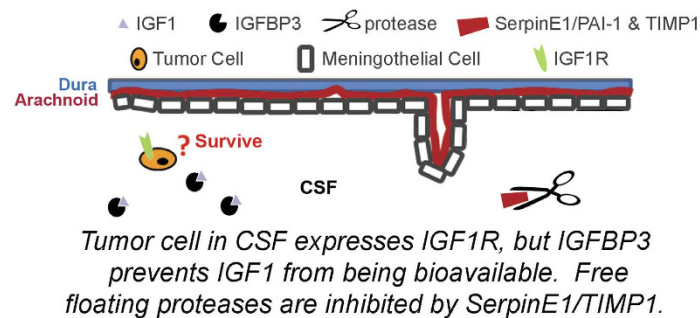 IGF1 IGFBP3 protease SerpinE1/PAI-1 & TIMP1
Tumor Cell Meningothelial Cell IGF1R
Dura
Arachnoid
? Survive
CSF
Tumor cell in CSF expresses IGF1R, but IGFBP3
prevents IGF1 from being bioavailable. Free
floating proteases are inhibited by SerpinE1/TIMP1.